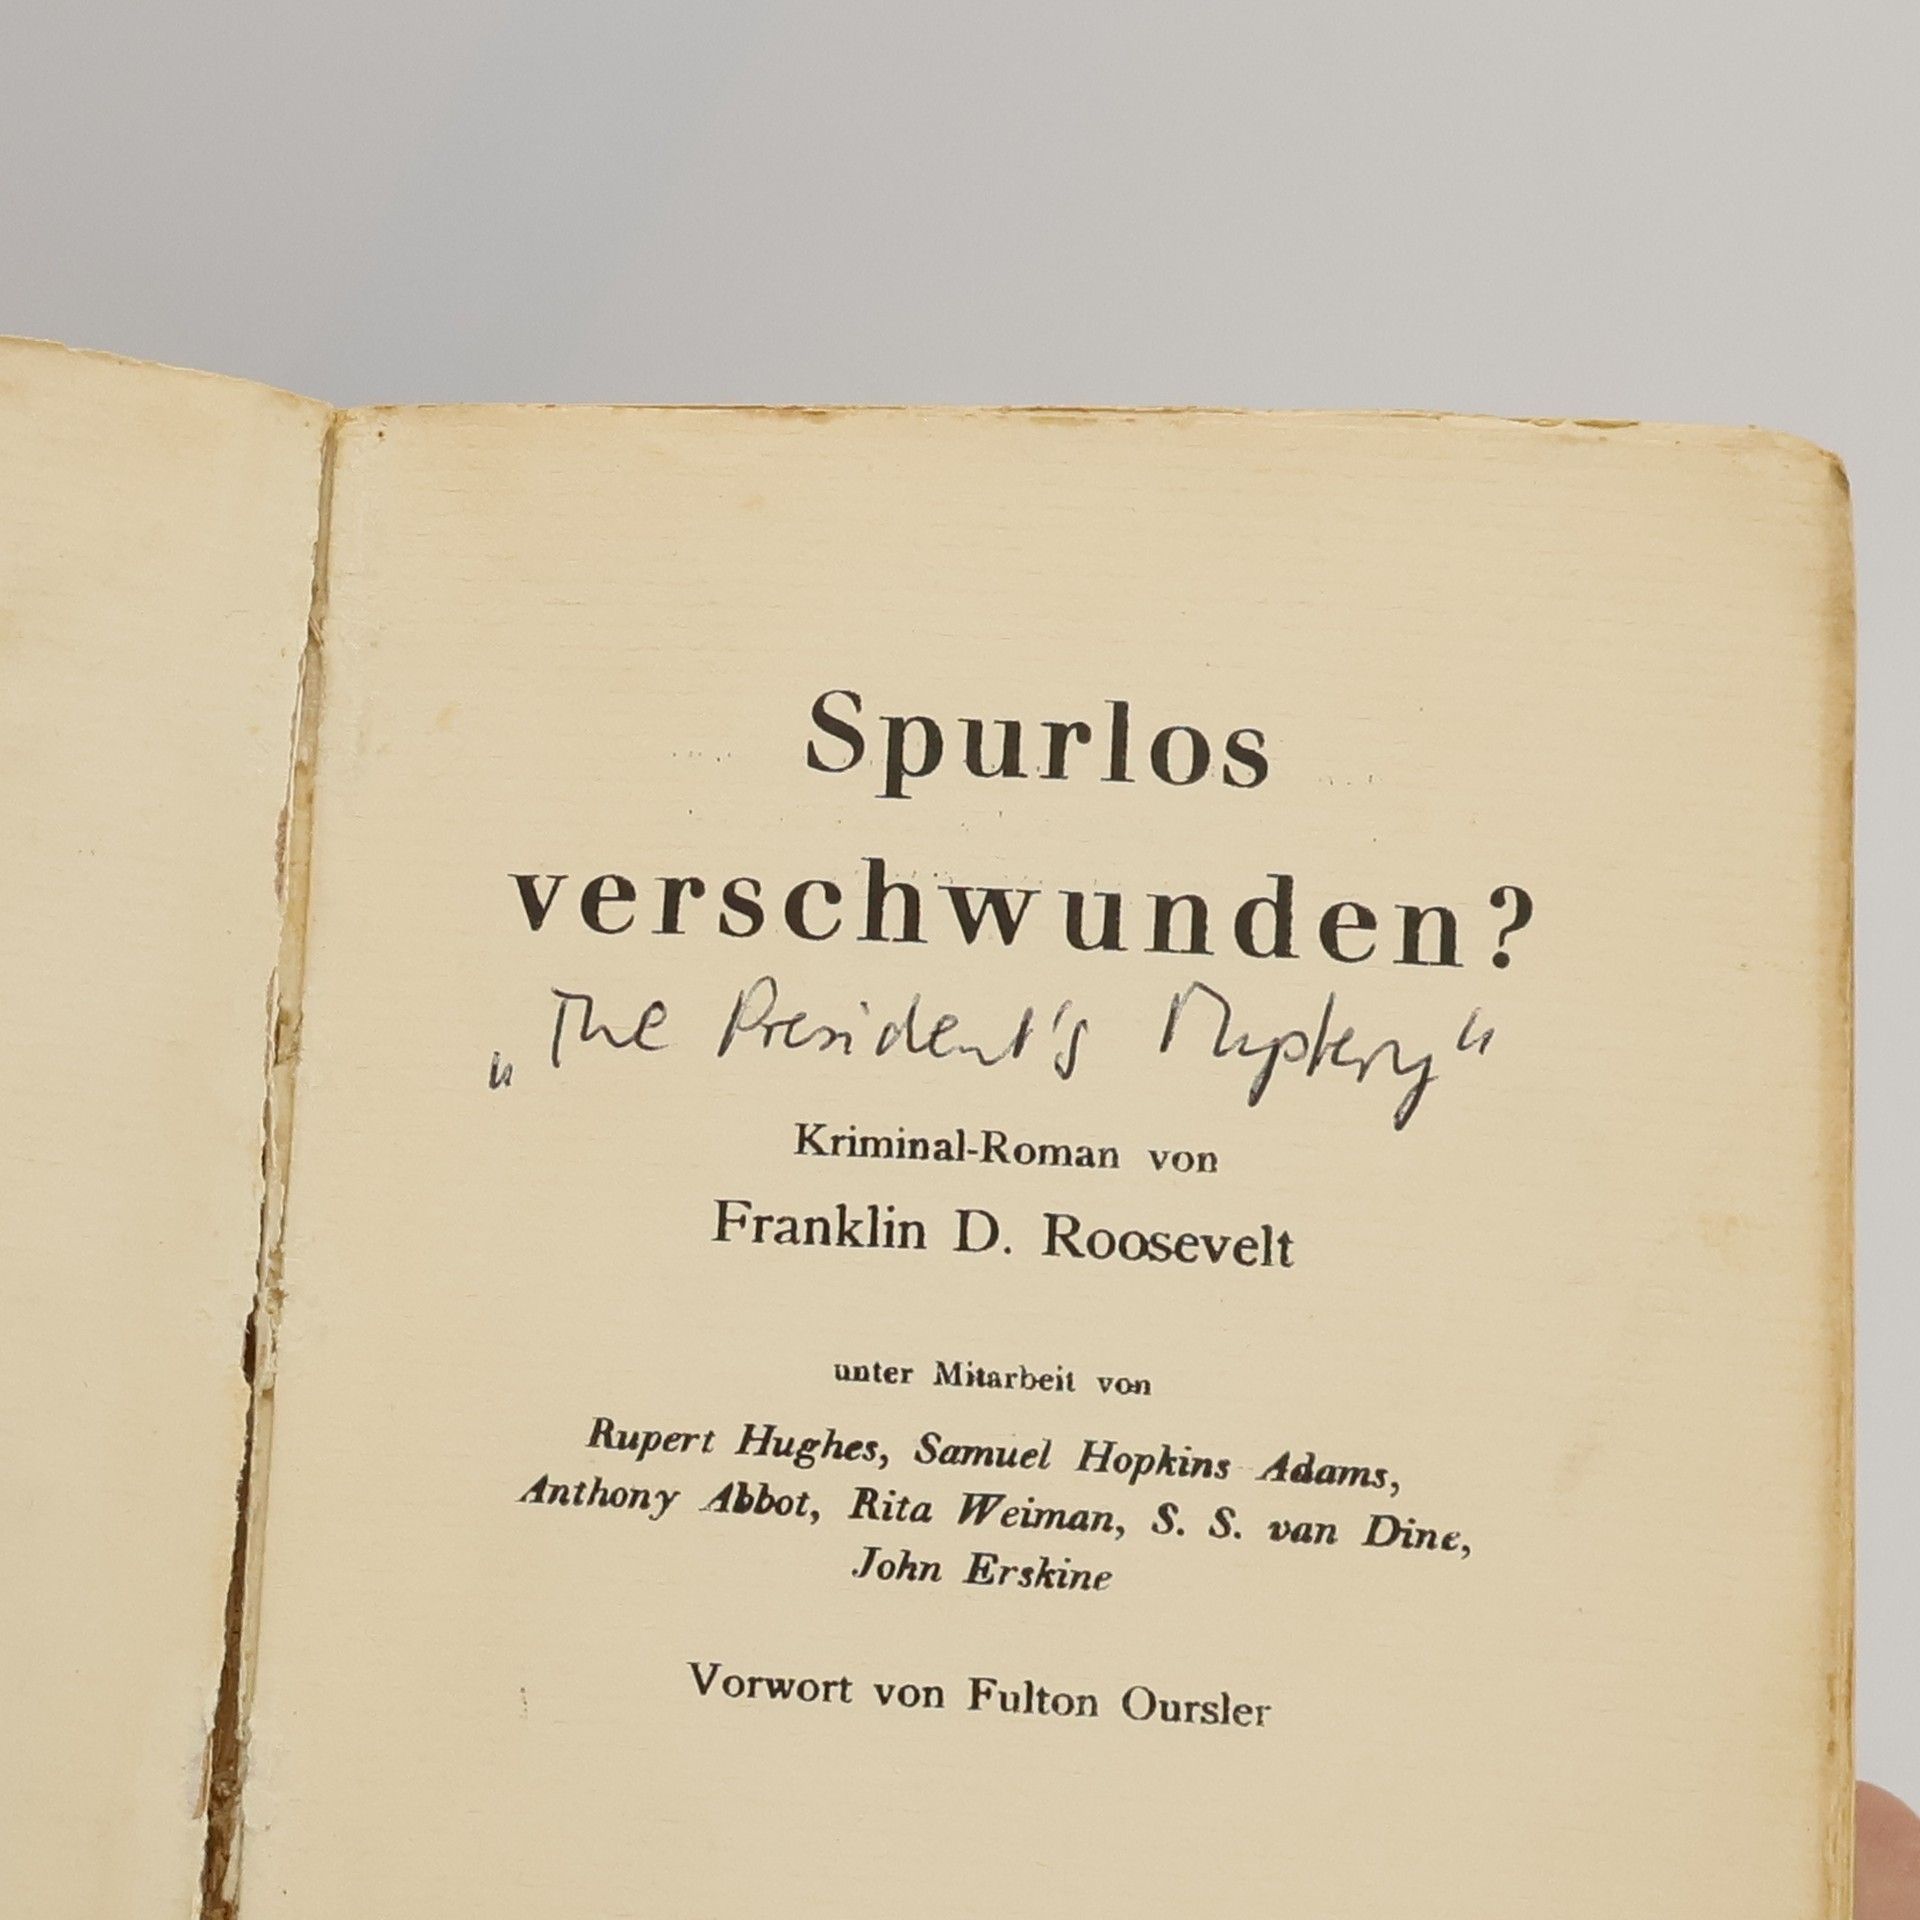 Spurlos
verschwunden?
„The President's Mystery“
Kriminal-Roman von
Franklin D. Roosevelt
unter Mitarbeit von
Rupert Hughes, Samuel Hopkins Adams,
Anthony Abbot, Rita Weiman, S. S. van Dine,
John Erskine
Vorwort von Fulton Oursler